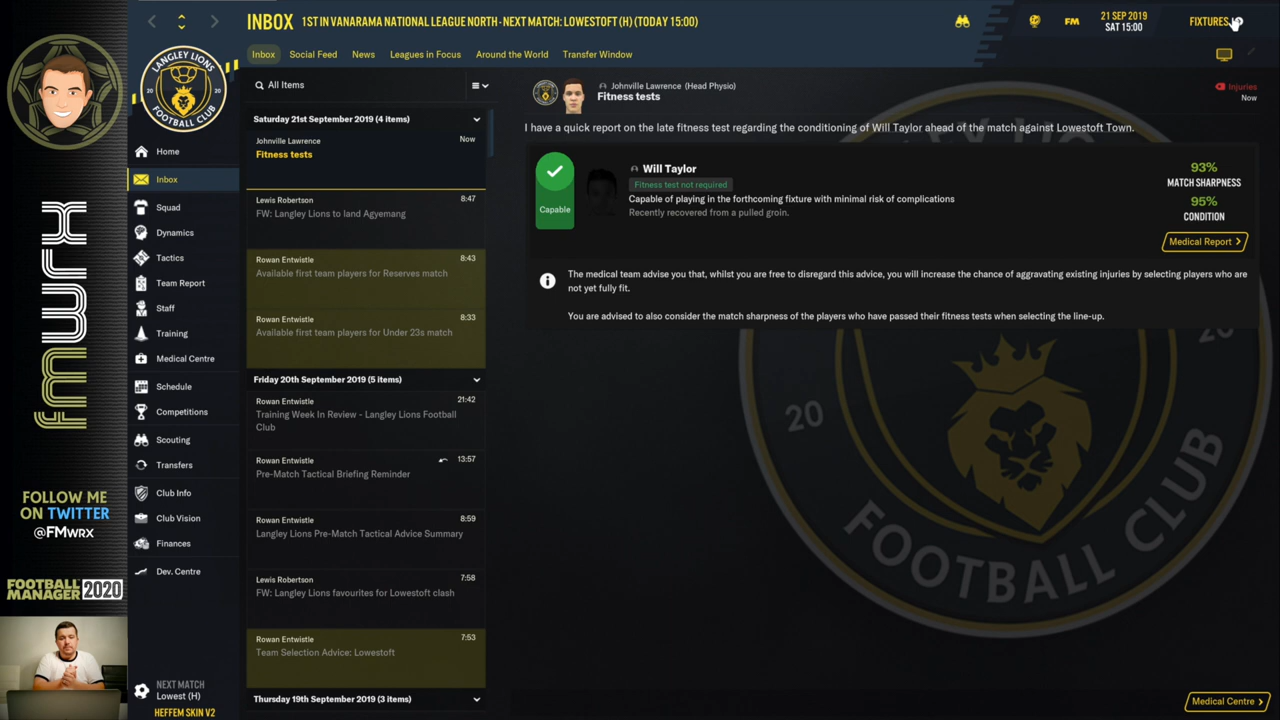 INBOX
1ST IN VANARAMA NATIONAL LEAGUE NORTH - NEXT MATCH: LOWESTOFT (H) (TODAY 15:00)
FM
21 SEP 2019
SAT 15:00
FIXTURES
Inbox
Social Feed
News
Leagues in Focus
Around the World
Transfer Window
LANGLEY LIONS
20 20
FOOTBALL CLUB
Home
Inbox
Squad
Dynamics
Tactics
Team Report
Staff
Training
Medical Centre
Schedule
Competitions
Scouting
Transfers
Club Info
Club Vision
Finances
Dev. Centre
NEXT MATCH
Lowest (H)
HEFFEM SKIN V2
FMWRX
FOLLOW ME
ON TWITTER
@FMWRX
FOOTBALL
MANAGER 2020
All Items
Saturday 21st September 2019 (4 items)
Johnville Lawrence Now
Fitness tests
Lewis Robertson 8:47
FW: Langley Lions to land Agyemang
Rowan Entwistle 8:43
Available first team players for Reserves match
Rowan Entwistle 8:33
Available first team players for Under 23s match
Friday 20th September 2019 (5 items)
Rowan Entwistle 21:42
Training Week In Review - Langley Lions Football
Club
Rowan Entwistle 13:57
Pre-Match Tactical Briefing Reminder
Rowan Entwistle 8:59
Langley Lions Pre-Match Tactical Advice Summary
Lewis Robertson 7:58
FW: Langley Lions favourites for Lowestoft clash
Rowan Entwistle 7:53
Team Selection Advice: Lowestoft
Thursday 19th September 2019 (3 items)
Johnville Lawrence (Head Physio)
Fitness tests
Injuries
Now
I have a quick report on the late fitness test regarding the conditioning of Will Taylor ahead of the match against Lowestoft Town.
Capable
Will Taylor
Fitness test not required
Capable of playing in the forthcoming fixture with minimal risk of complications
Recently recovered from a pulled groin.
93%
MATCH SHARPNESS
95%
CONDITION
Medical Report
The medical team advise you that, whilst you are free to disregard this advice, you will increase the chance of aggravating existing injuries by selecting players who are
not yet fully fit.
You are advised to also consider the match sharpness of the players who have passed their fitness tests when selecting the line-up.
20
FOOTBALL CLUB
Medical Centre